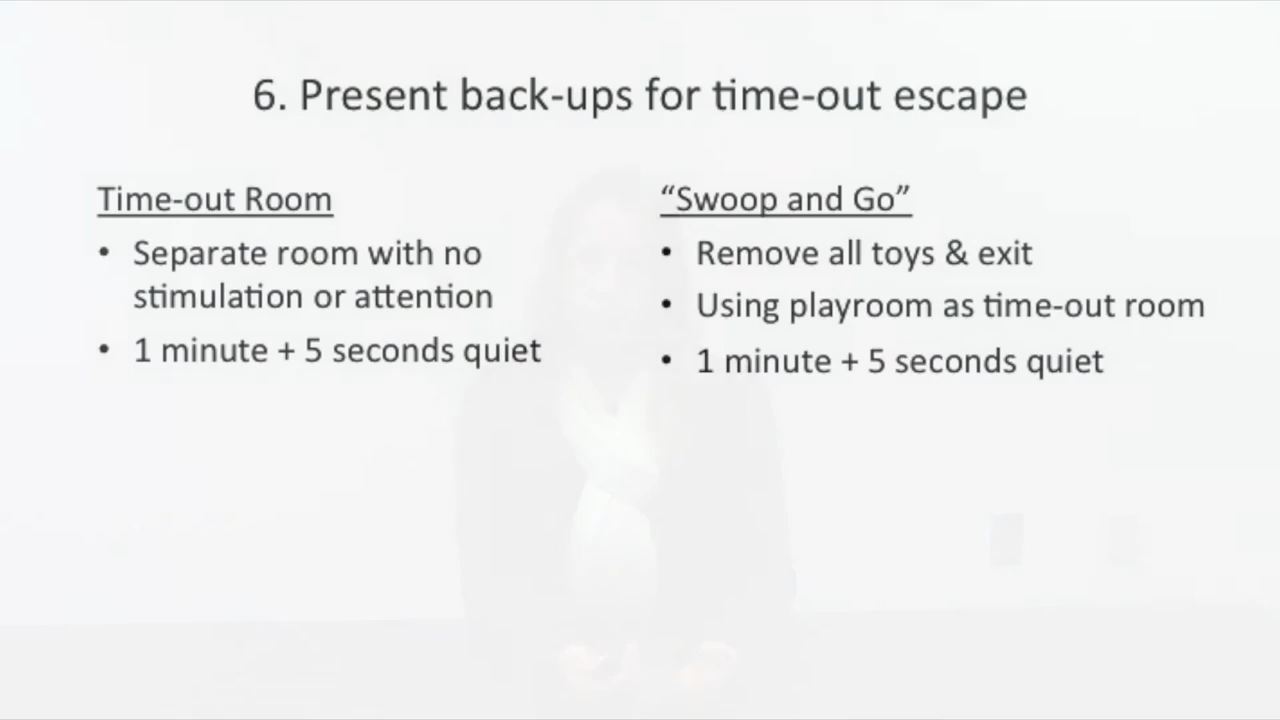 6. Present back-ups for time-out escape
Time-out Room
• Separate room with no
stimulation or attention
• 1 minute + 5 seconds quiet
“Swoop and Go”
• Remove all toys & exit
• Using playroom as time-out room
• 1 minute + 5 seconds quiet